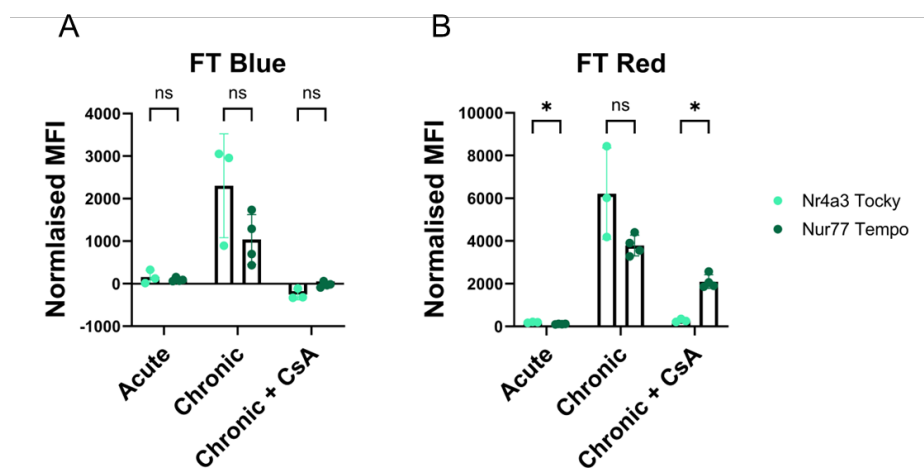 A
FT Blue
ns
ns
ns
Normlaised MFI
4000
3000
2000
1000
0
-1000
Acute
Chronic
Chronic + CsA
B
FT Red
*
ns
*
Normalised MFI
10000
8000
6000
4000
2000
0
Acute
Chronic
Chronic + CsA
Nr4a3 Tocky
Nur77 Tempo